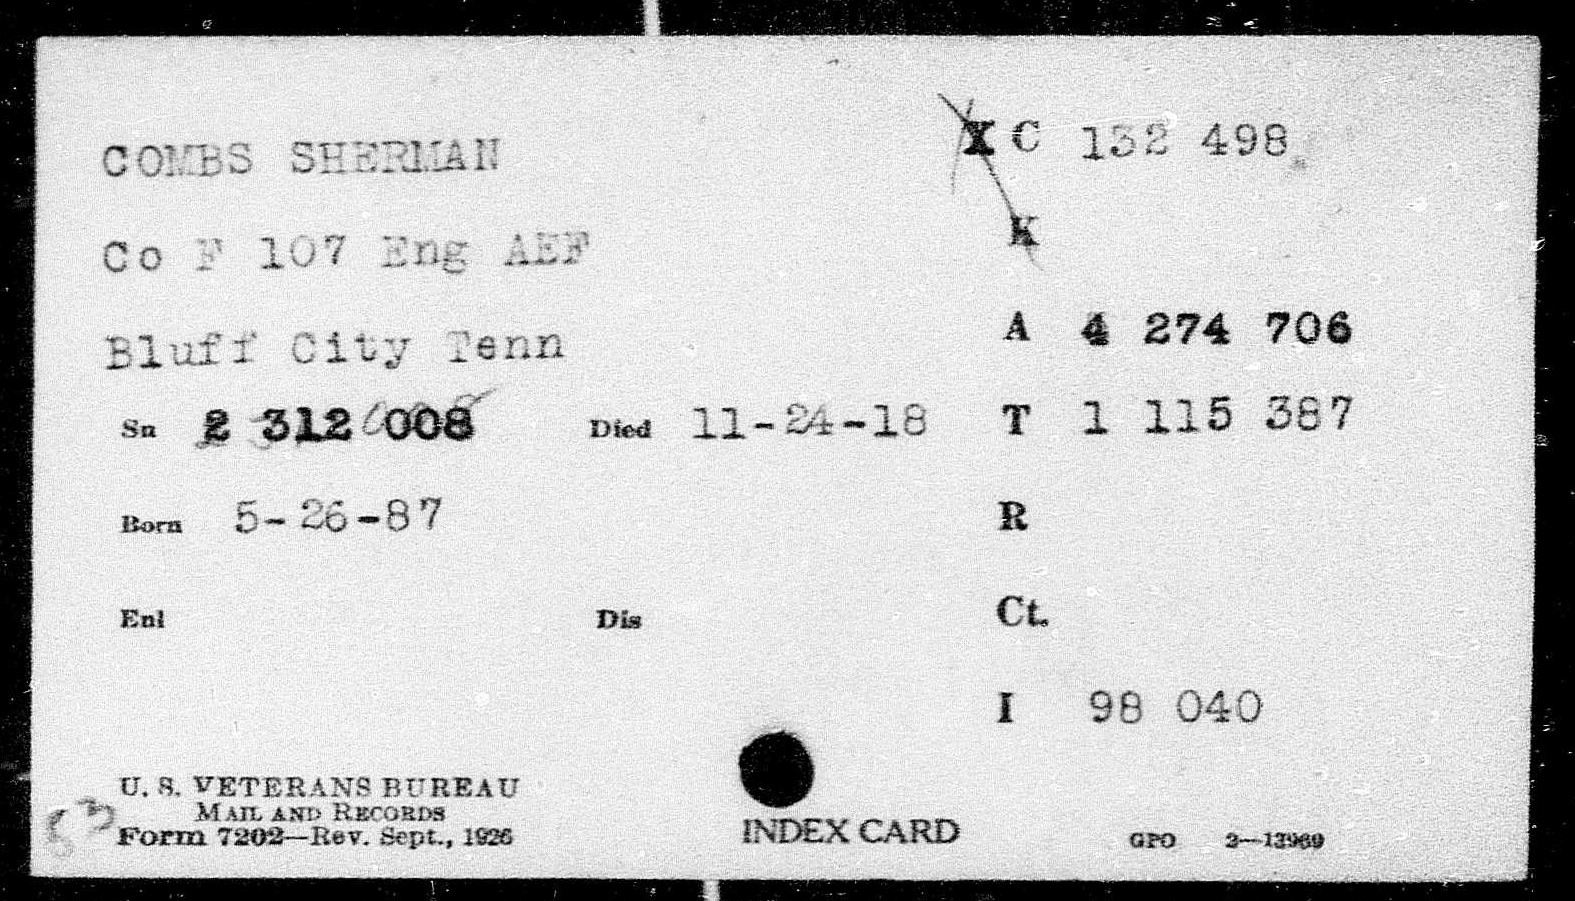 COMBS SHERMAN
XC 132 498
Co F 107 Eng AEF
K
Bluff City Tenn
A 4 274 706
Sn 2 312 008
Died 11-24-18
T 1 115 387
Born 5-26-87
R
Enl
Dis
Ct.
I 98 040
U. S. VETERANS BUREAU
MAIL AND RECORDS
Form 7202—Rev. Sept., 1926
INDEX CARD
GPO 2—13969